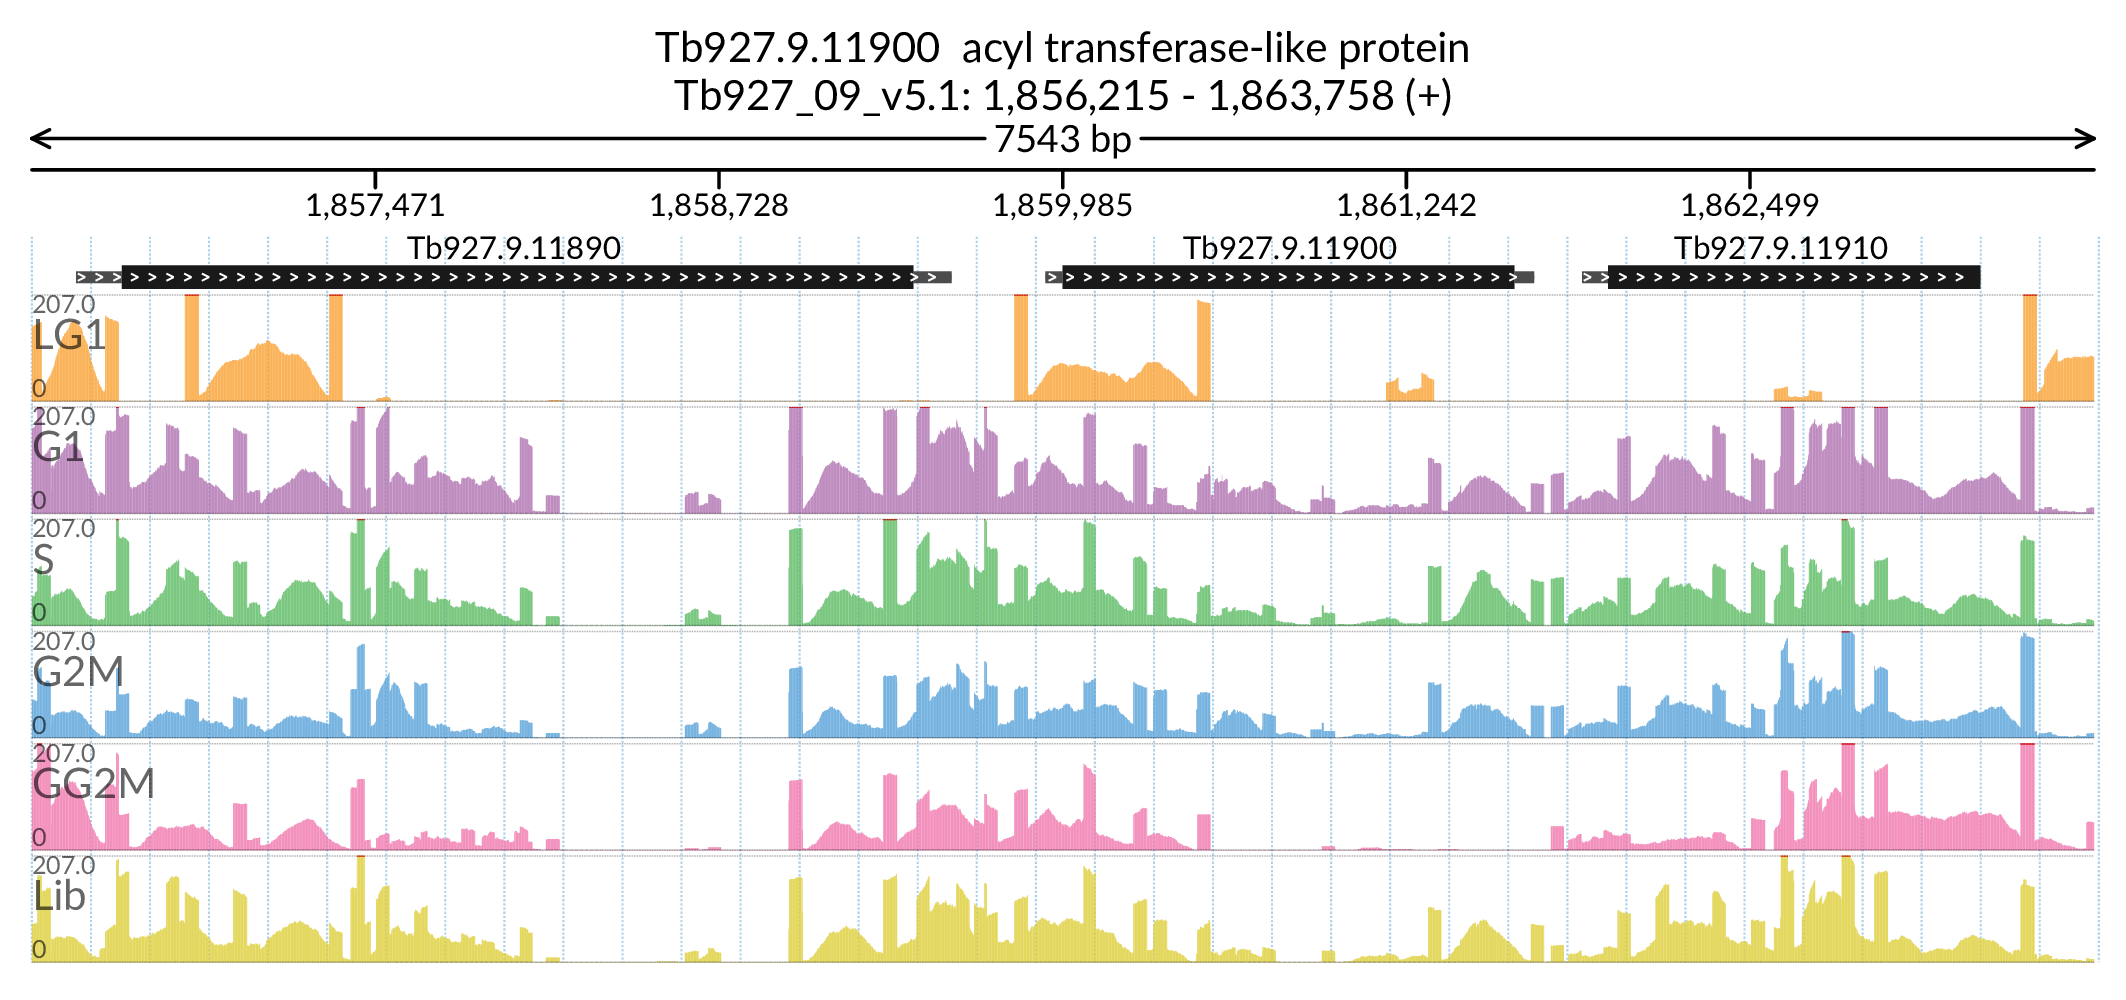 Tb927.9.11900  acyl transferase-like protein
Tb927_09_v5.1: 1,856,215 - 1,863,758 (+)
7543 bp
1,857,471 1,858,728 1,859,985 1,861,242 1,862,499
Tb927.9.11890 Tb927.9.11900 Tb927.9.11910
207.0
LG1
0
207.0
G1
0
207.0
S
0
207.0
G2M
0
207.0
GG2M
0
207.0
Lib
0